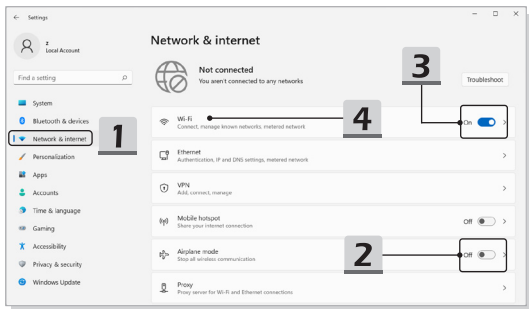 Settings
z
Local Account
Find a setting
System
Bluetooth & devices
Network & internet
Personalization
Apps
Accounts
Time & language
Gaming
Accessibility
Privacy & security
Windows Update
1
Network & internet
Not connected
You aren't connected to any networks
Troubleshoot
3
Wi-Fi
Connect, manage known networks, metered network
4
On
Ethernet
Authentication, IP and DNS settings, metered network
VPN
Add, connect, manage
Mobile hotspot
Share your internet connection
Off
Airplane mode
Stop all wireless communication
2
Off
Proxy
Proxy server for Wi-Fi and Ethernet connections